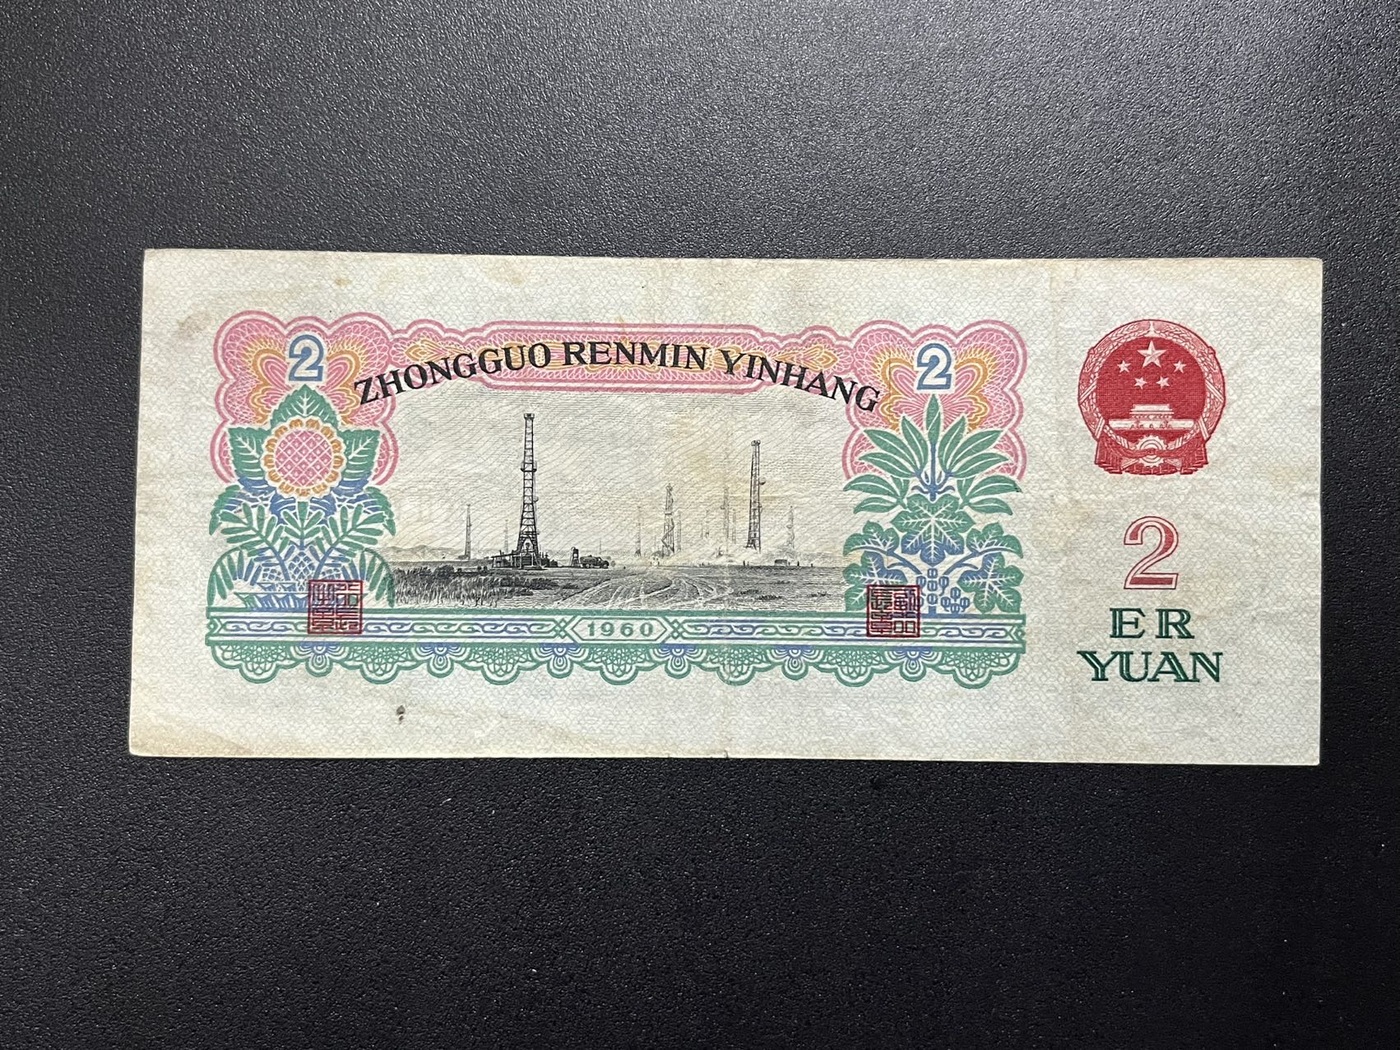 2
ZHONGGUO RENMIN YINHANG
2
1960
2
ER
YUAN